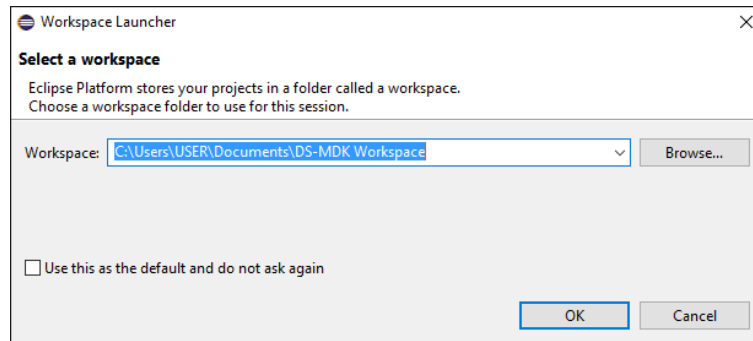 Workspace Launcher
Select a workspace
Eclipse Platform stores your projects in a folder called a workspace.
Choose a workspace folder to use for this session.
Workspace: C:\Users\USER\Documents\DS-MDK Workspace Browse...
Use this as the default and do not ask again
OK Cancel